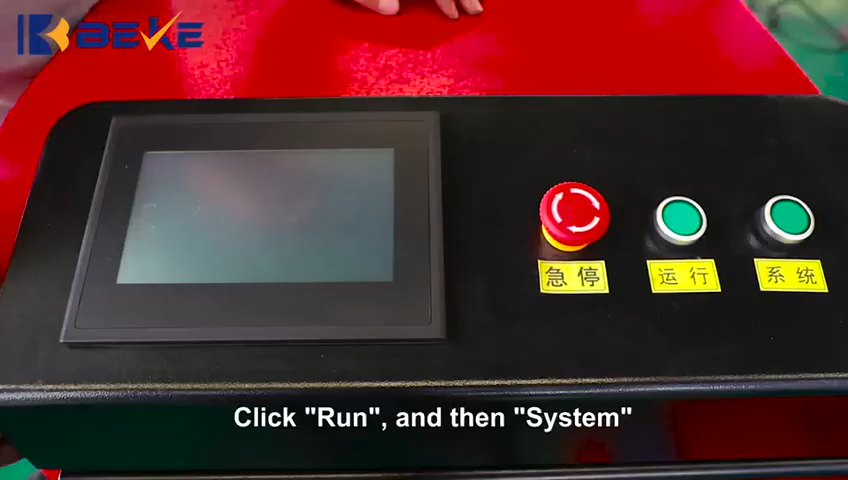 BEKE
急停
运行
系统
Click "Run", and then "System"